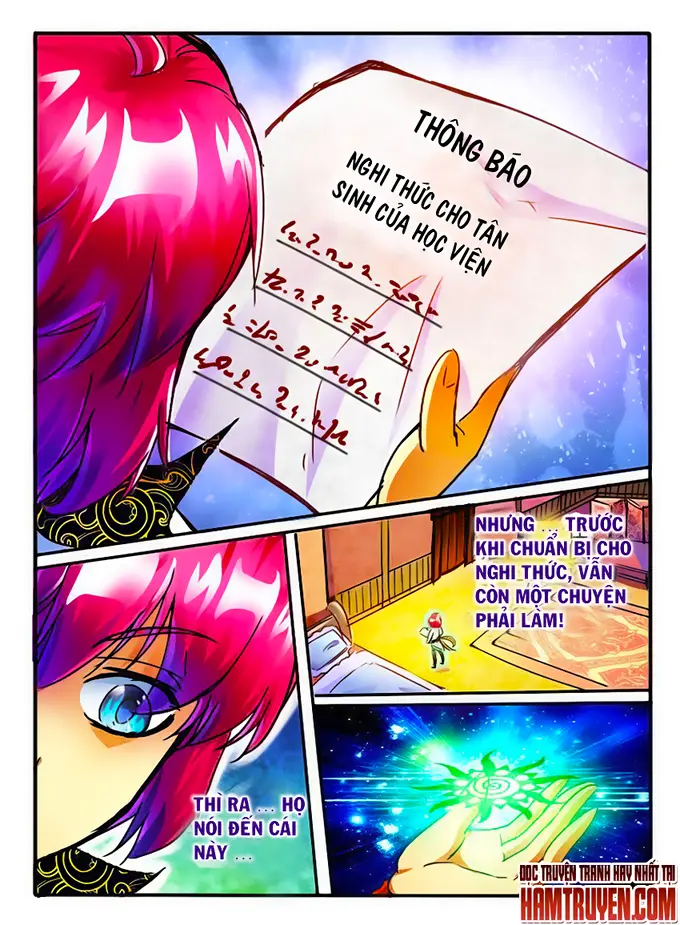 THÔNG BÁO
NGHI THỨC CHO TÂN
SINH CỦA HỌC VIỆN
THÌ RA ... HỌ
NÓI ĐẾN CÁI
NÀY ...
NHƯNG ... TRƯỚC
KHI CHUẨN BỊ CHO
NGHI THỨC, VẪN
CÒN MỘT CHUYỆN
PHẢI LÀM!
ĐỌC TRUYỆN TRANH HAY NHẤT TẠI
HAMTRUYEN.COM